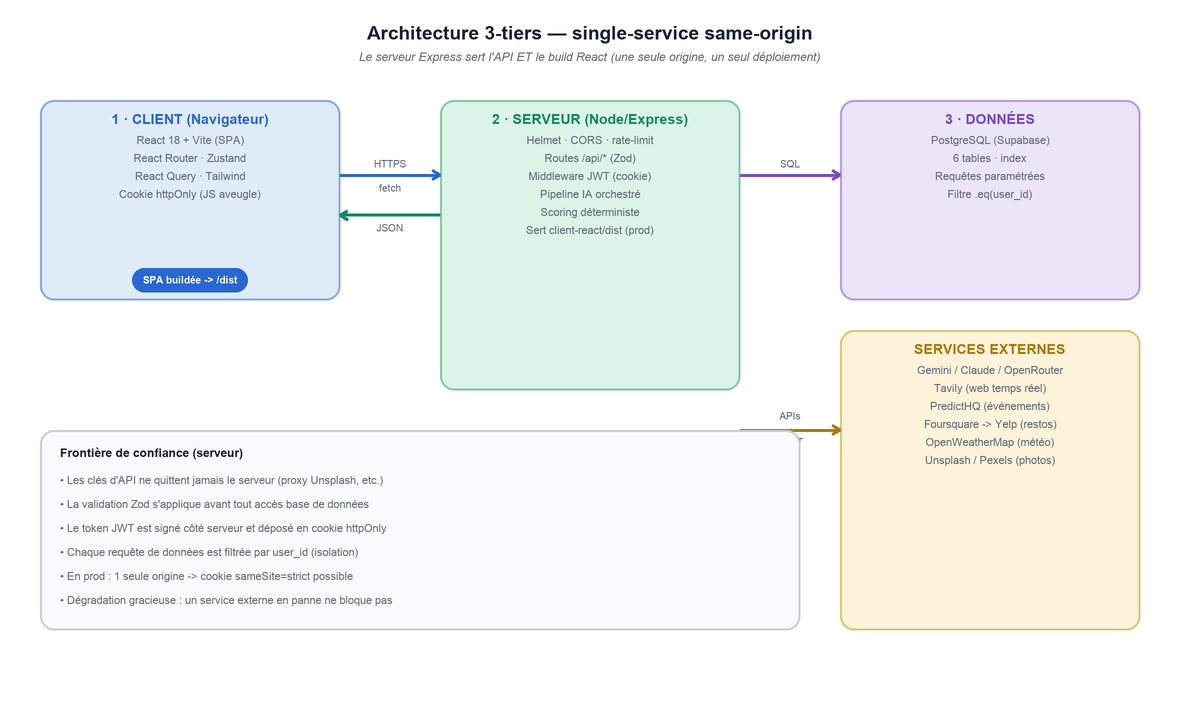 Architecture 3-tiers — single-service same-origin
Le serveur Express sert l'API ET le build React (une seule origine, un seul déploiement)
1 · CLIENT (Navigateur)
React 18 + Vite (SPA)
React Router · Zustand
React Query · Tailwind
Cookie httpOnly (JS aveugle)
SPA buildée -> /dist
HTTPS
fetch
JSON
2 · SERVEUR (Node/Express)
Helmet · CORS · rate-limit
Routes /api/* (Zod)
Middleware JWT (cookie)
Pipeline IA orchestré
Scoring déterministe
Sert client-react/dist (prod)
SQL
3 · DONNÉES
PostgreSQL (Supabase)
6 tables · index
Requêtes paramétrées
Filtre .eq(user_id)
APIs
SERVICES EXTERNES
Gemini / Claude / OpenRouter
Tavily (web temps réel)
PredictHQ (événements)
Foursquare -> Yelp (restos)
OpenWeatherMap (météo)
Unsplash / Pexels (photos)
Frontière de confiance (serveur)
• Les clés d'API ne quittent jamais le serveur (proxy Unsplash, etc.)
• La validation Zod s'applique avant tout accès base de données
• Le token JWT est signé côté serveur et déposé en cookie httpOnly
• Chaque requête de données est filtrée par user_id (isolation)
• En prod : 1 seule origine -> cookie sameSite=strict possible
• Dégradation gracieuse : un service externe en panne ne bloque pas